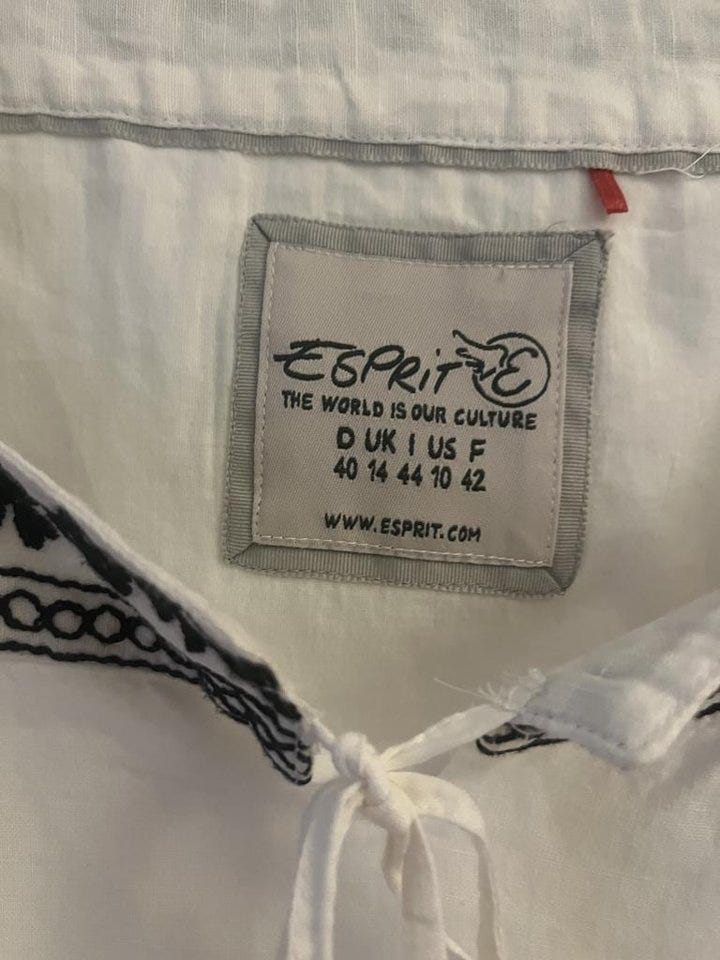 ESPRIT E
THE WORLD IS OUR CULTURE
D UK I US F
40 14 44 10 42
WWW.ESPRIT.COM